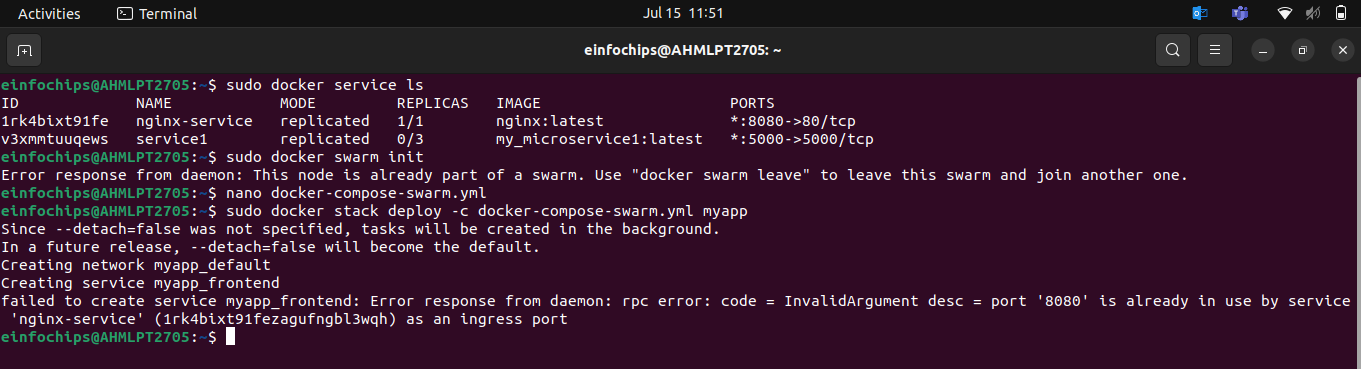 Activities Terminal Jul 15 11:51
einfochips@AHMLPT2705: ~
einfochips@AHMLPT2705:~$ sudo docker service ls
ID NAME MODE REPLICAS IMAGE PORTS
1rk4bixt91fe nginx-service replicated 1/1 nginx:latest *:8080->80/tcp
v3xmmtuuqews service1 replicated 0/3 my_microservice1:latest *:5000->5000/tcp
einfochips@AHMLPT2705:~$ sudo docker swarm init
Error response from daemon: This node is already part of a swarm. Use "docker swarm leave" to leave this swarm and join another one.
einfochips@AHMLPT2705:~$ nano docker-compose-swarm.yml
einfochips@AHMLPT2705:~$ sudo docker stack deploy -c docker-compose-swarm.yml myapp
Since --detach=false was not specified, tasks will be created in the background.
In a future release, --detach=false will become the default.
Creating network myapp_default
Creating service myapp_frontend
failed to create service myapp_frontend: Error response from daemon: rpc error: code = InvalidArgument desc = port '8080' is already in use by service
'nginx-service' (1rk4bixt91fezagufngbl3wqh) as an ingress port
einfochips@AHMLPT2705:~$